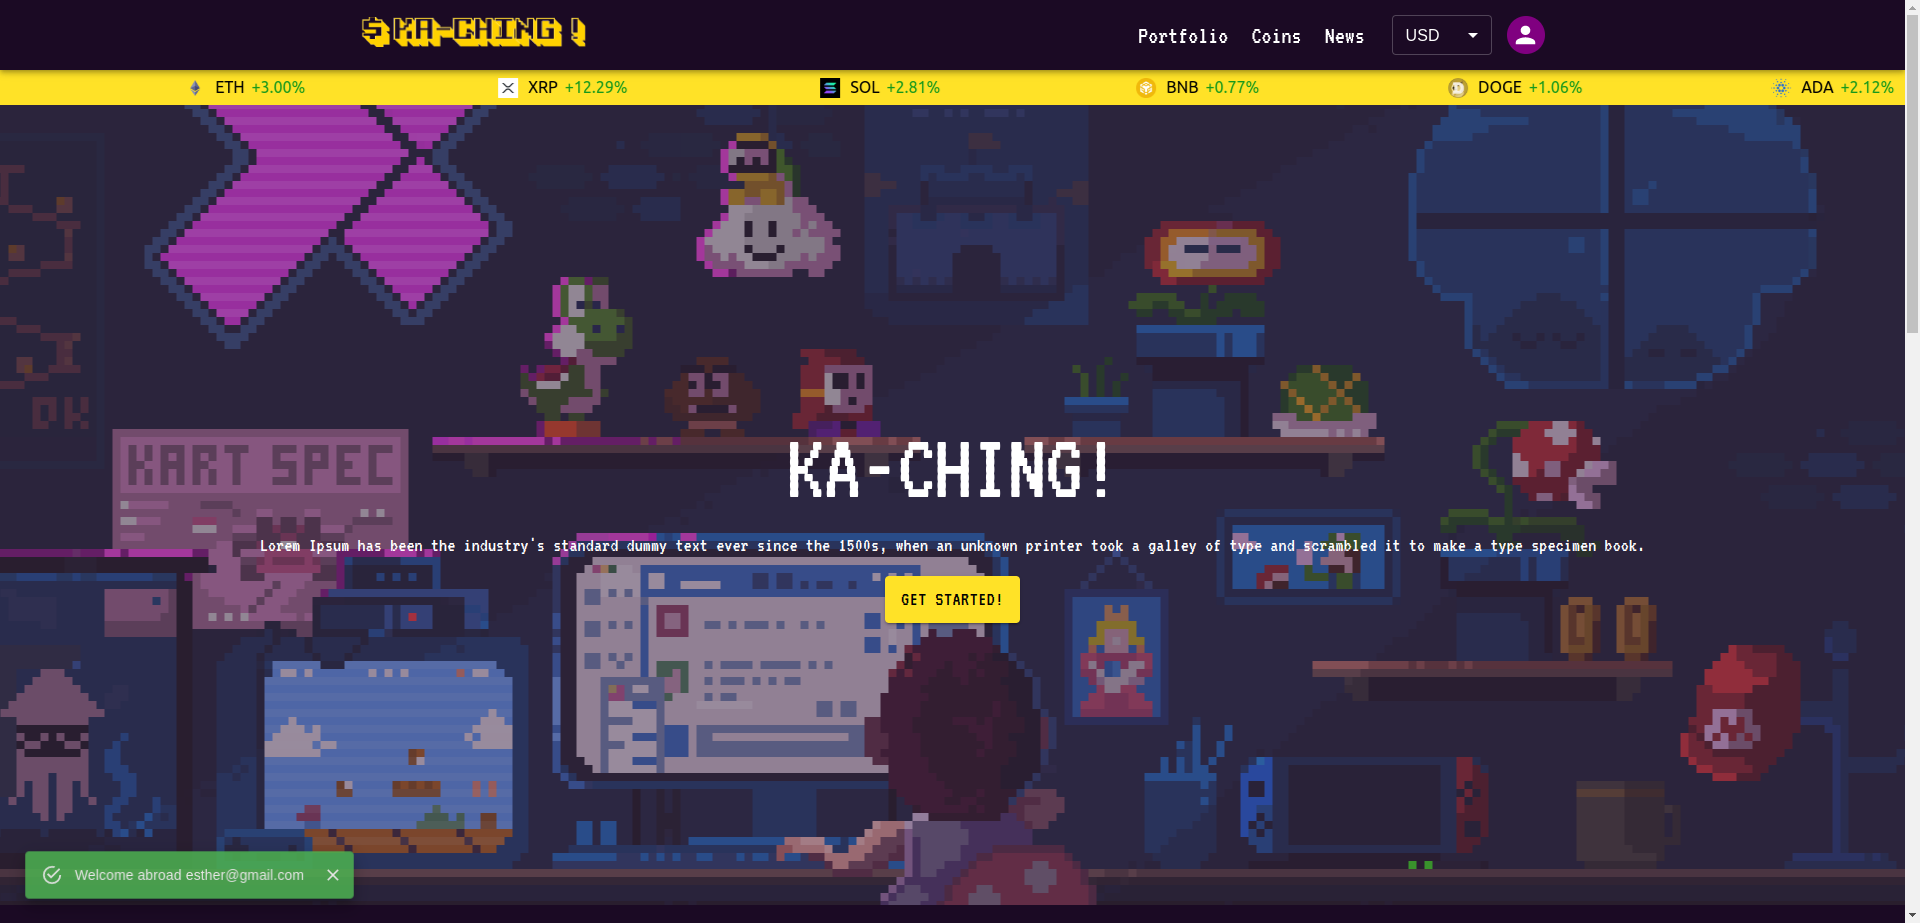 $ KA-CHING !
Portfolio Coins News USD
ETH +3.00% XRP +12.29% SOL +2.81% BNB +0.77% DOGE +1.06% ADA +2.12%
DK
KART SPEC
KA-CHING!
Lorem Ipsum has been the industry's standard dummy text ever since the 1500s, when an unknown printer took a galley of type and scrambled it to make a type specimen book.
GET STARTED!
Welcome abroad esther@gmail.com